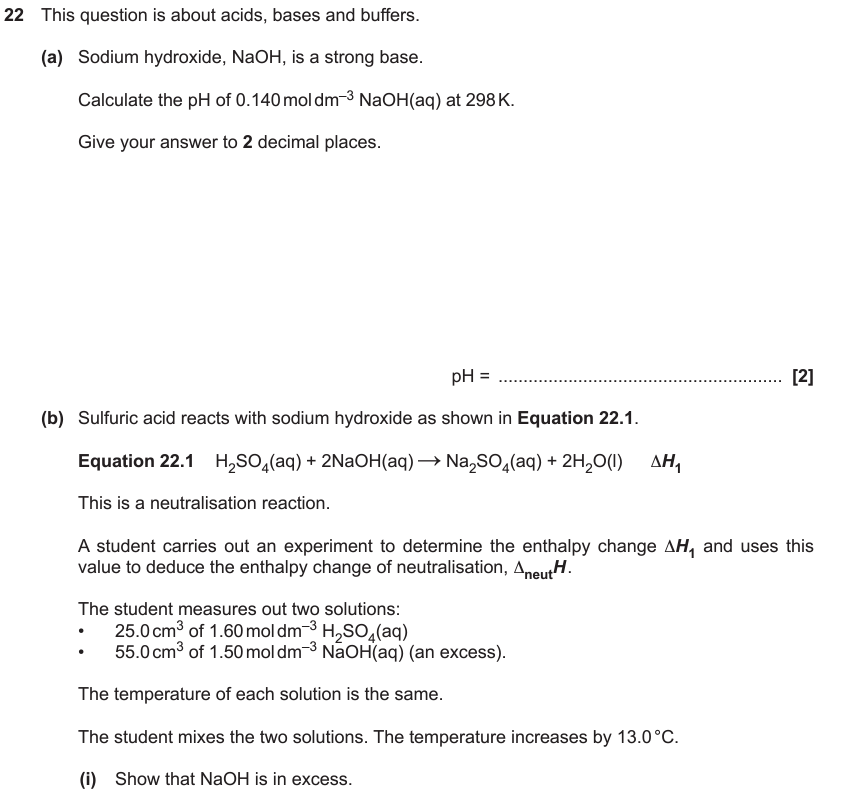 22 This question is about acids, bases and buffers.
(a) Sodium hydroxide, NaOH, is a strong base.
Calculate the pH of 0.140 mol dm⁻³ NaOH(aq) at 298 K.
Give your answer to 2 decimal places.
pH = ......................................................... [2]
(b) Sulfuric acid reacts with sodium hydroxide as shown in Equation 22.1.
Equation 22.1 H₂SO₄(aq) + 2NaOH(aq) ⟶ Na₂SO₄(aq) + 2H₂O(l) ΔH₁
This is a neutralisation reaction.
A student carries out an experiment to determine the enthalpy change ΔH₁ and uses this
value to deduce the enthalpy change of neutralisation, Δneut H.
The student measures out two solutions:
• 25.0 cm³ of 1.60 mol dm⁻³ H₂SO₄(aq)
• 55.0 cm³ of 1.50 mol dm⁻³ NaOH(aq) (an excess).
The temperature of each solution is the same.
The student mixes the two solutions. The temperature increases by 13.0 °C.
(i) Show that NaOH is in excess.